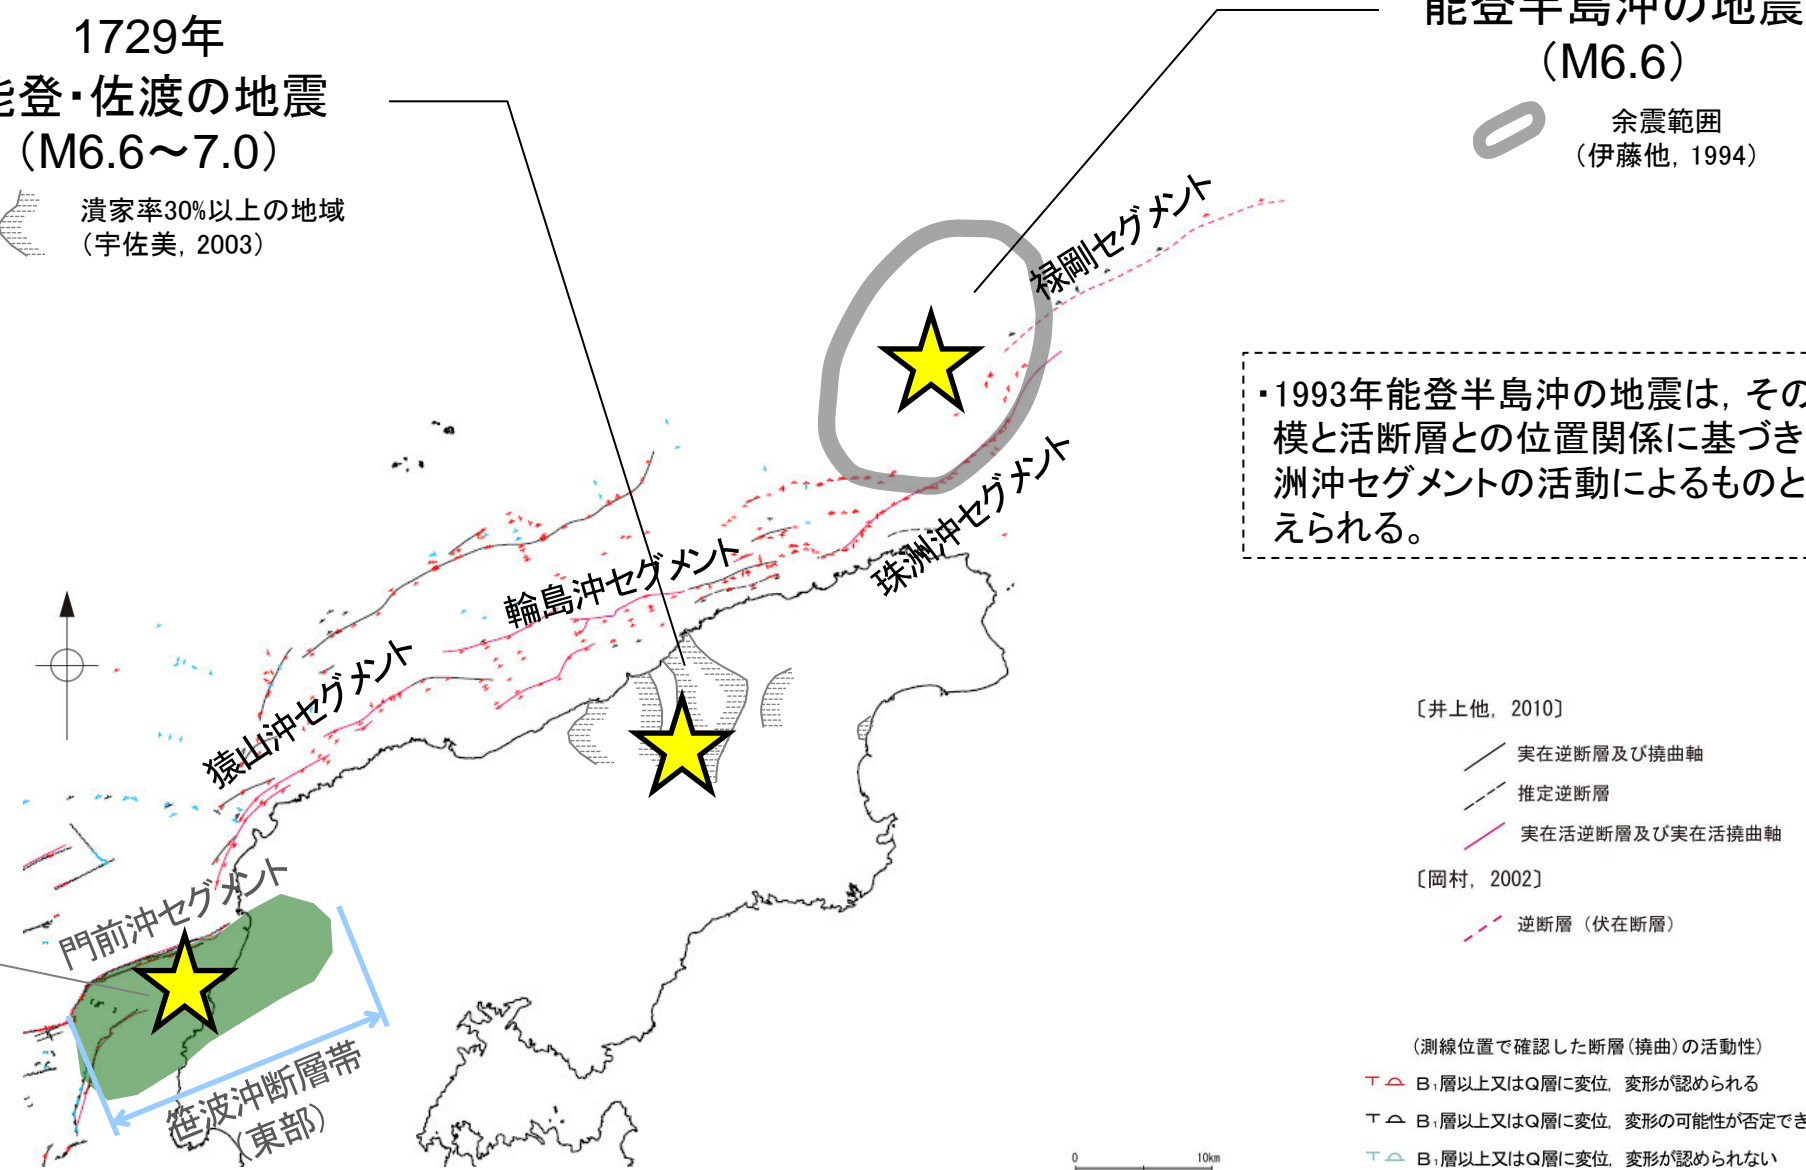 1729年
能登・佐渡の地震
（M6.6～7.0）
潰家率30%以上の地域
（宇佐美, 2003）
能登半島沖の地震
（M6.6）
余震範囲
（伊藤他, 1994）
禄剛セグメント
・1993年能登半島沖の地震は, その
模と活断層との位置関係に基づき
洲沖セグメントの活動によるものと
えられる。
珠洲沖セグメント
輪島沖セグメント
猿山沖セグメント
門前沖セグメント
笹波沖断層帯
（東部）
〔井上他, 2010〕
実在逆断層及び撓曲軸
推定逆断層
実在活逆断層及び実在活撓曲軸
〔岡村, 2002〕
逆断層（伏在断層）
（測線位置で確認した断層（撓曲）の活動性）
B₁層以上又はQ層に変位, 変形が認められる
B₁層以上又はQ層に変位, 変形の可能性が否定でき
B₁層以上又はQ層に変位, 変形が認められない
0 10km